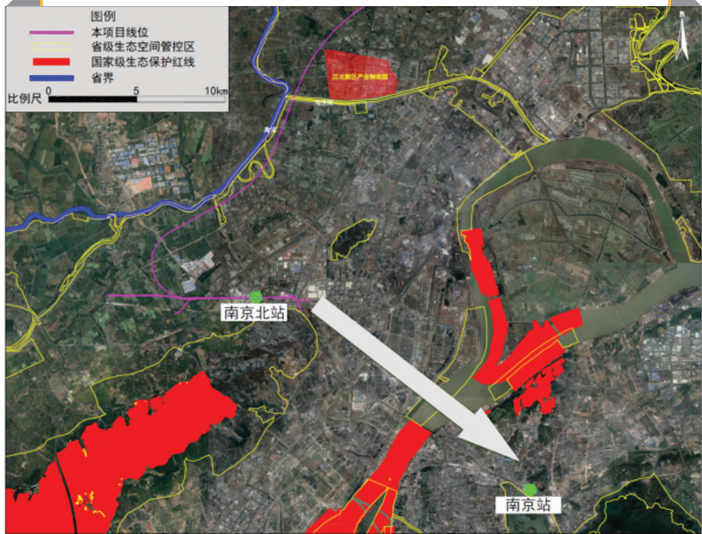 图例
本项目线位
省级生态空间管控区
国家级生态保护红线
省界
比例尺 0 5 10km
N
南京北站
南京站